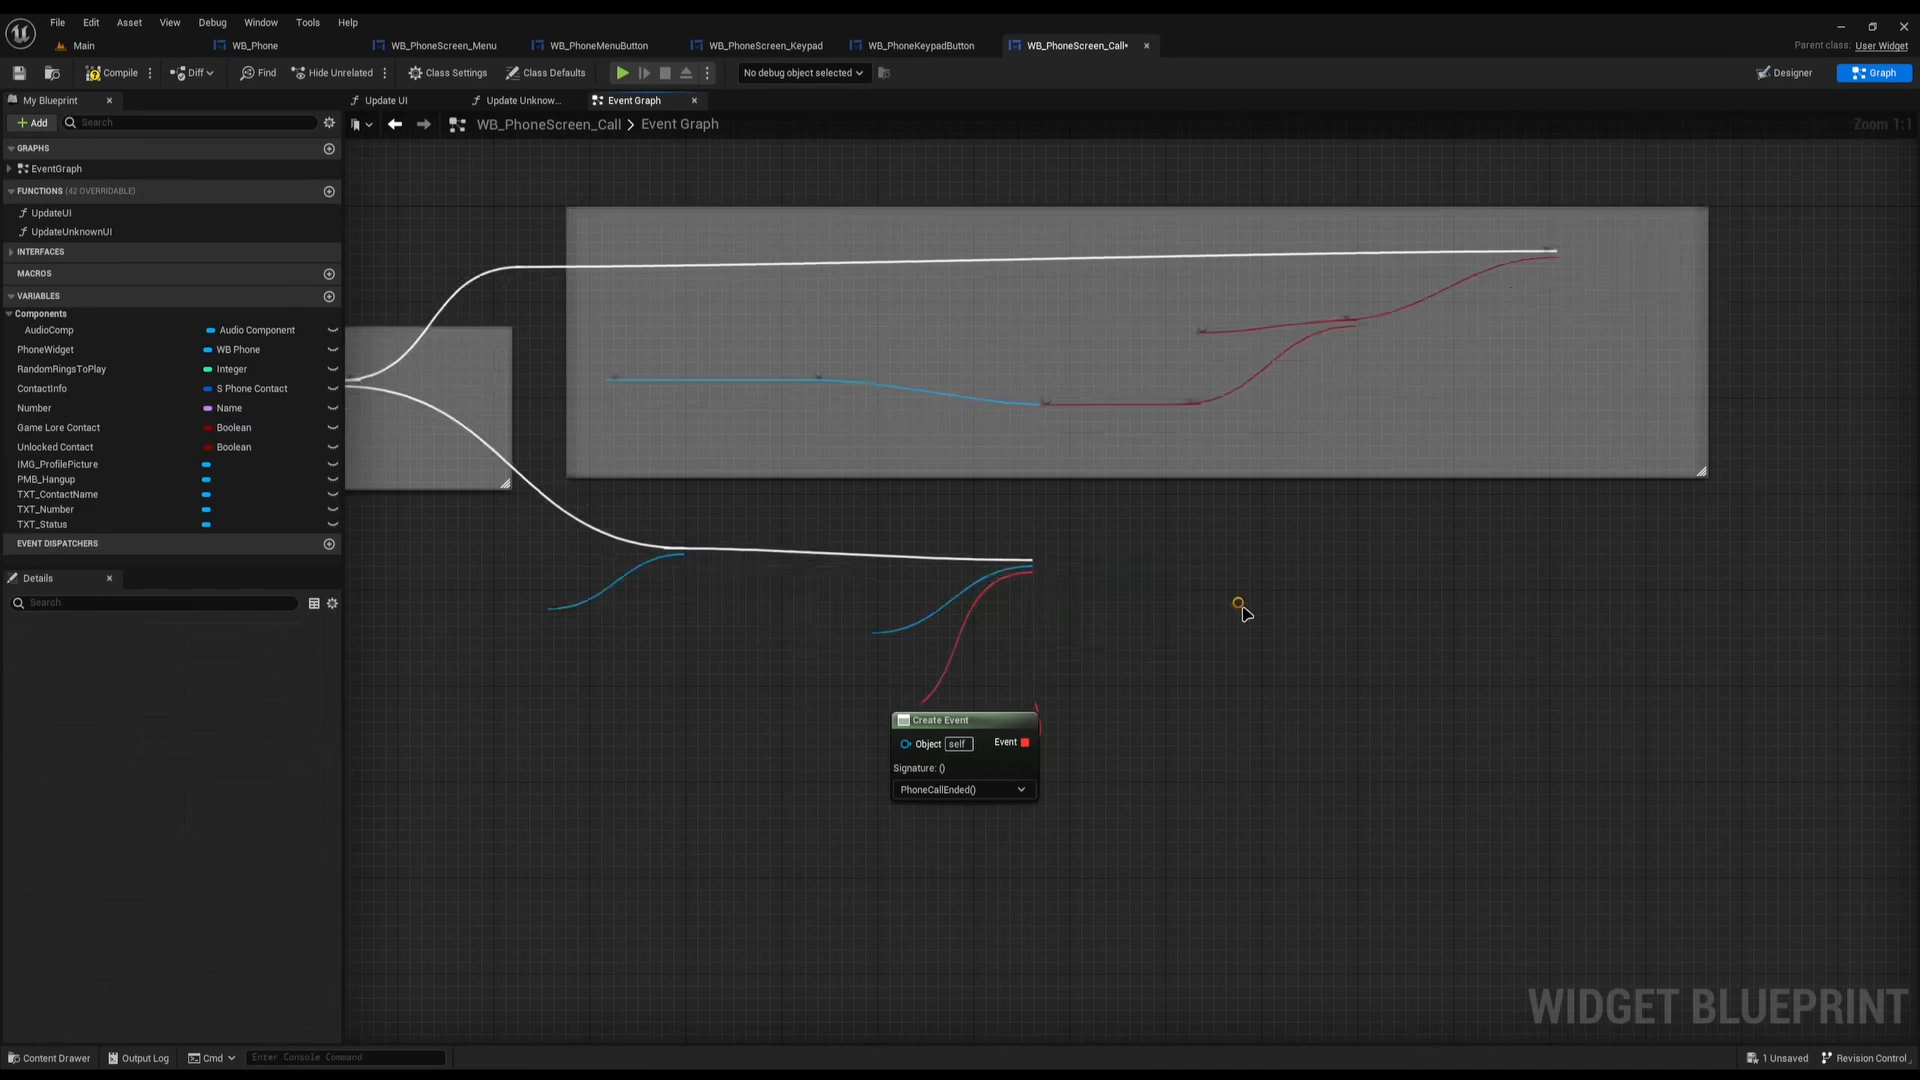 File Edit Asset View Debug Window Tools Help
Main WB_Phone WB_PhoneScreen_Menu WB_PhoneMenuButton WB_PhoneScreen_Keypad WB_PhoneKeypadButton WB_PhoneScreen_Call•
Parent class: User Widget
Compile Diff Find Hide Unrelated Class Settings Class Defaults No debug object selected Designer Graph
My Blueprint
Update UI Update Unknow... Event Graph
Add Search
WB_PhoneScreen_Call > Event Graph
Zoom 1:1
GRAPHS
EventGraph
FUNCTIONS (42 OVERRIDABLE)
UpdateUI
UpdateUnknownUI
INTERFACES
MACROS
VARIABLES
Components
AudioComp Audio Component
PhoneWidget WB Phone
RandomRingsToPlay Integer
ContactInfo S Phone Contact
Number Name
Game Lore Contact Boolean
Unlocked Contact Boolean
IMG_ProfilePicture
PMB_Hangup
TXT_ContactName
TXT_Number
TXT_Status
EVENT DISPATCHERS
Details
Search
Create Event
Object self Event
Signature: ()
PhoneCallEnded()
WIDGET BLUEPRINT
Content Drawer Output Log Cmd Enter Console Command 1 Unsaved Revision Control